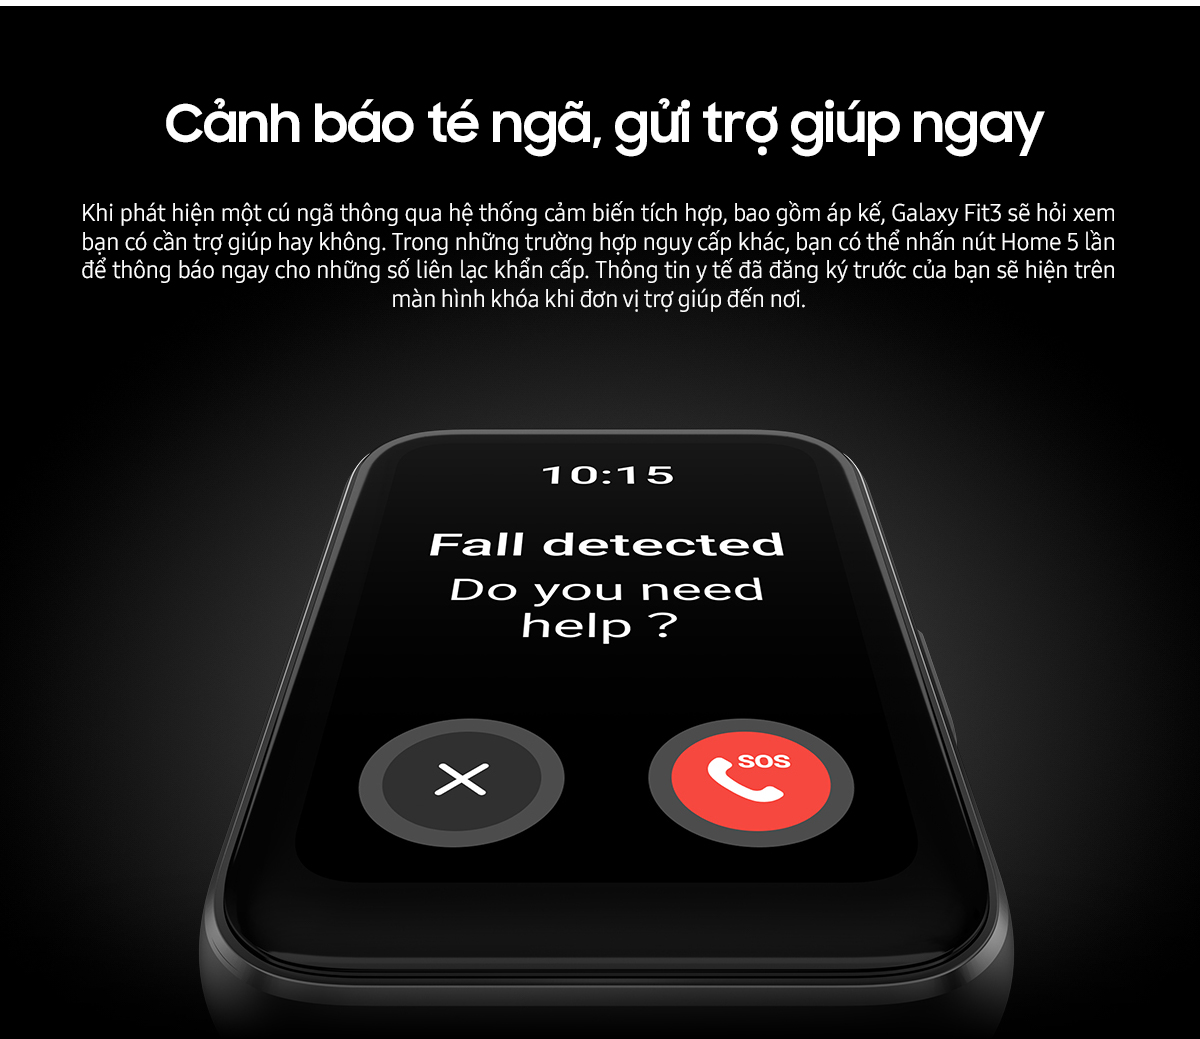 Cảnh báo té ngã, gửi trợ giúp ngay
Khi phát hiện một cú ngã thông qua hệ thống cảm biến tích hợp, bao gồm áp kế, Galaxy Fit3 sẽ hỏi xem
bạn có cần trợ giúp hay không. Trong những trường hợp nguy cấp khác, bạn có thể nhấn nút Home 5 lần
để thông báo ngay cho những số liên lạc khẩn cấp. Thông tin y tế đã đăng ký trước của bạn sẽ hiện trên
màn hình khóa khi đơn vị trợ giúp đến nơi.
10:15
Fall detected
Do you need
help ?
SOS